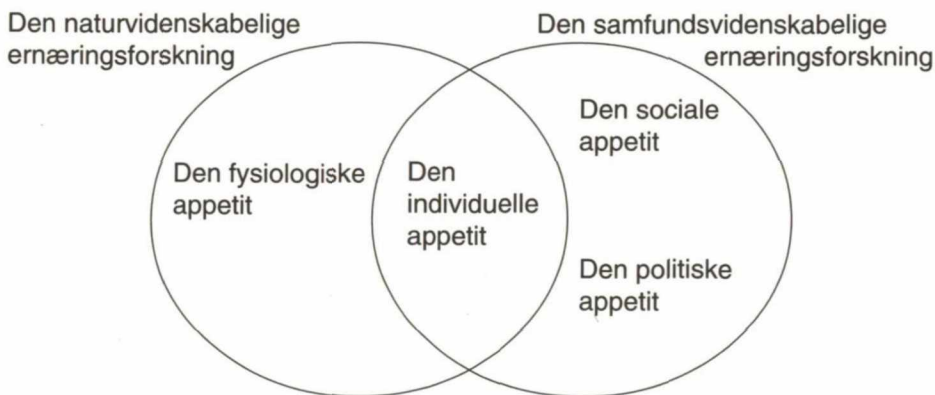 Den naturvidenskabelige
ernæringsforskning
Den samfundsvidenskabelige
ernæringsforskning
Den fysiologiske
appetit
Den
individuelle
appetit
Den sociale
appetit
Den politiske
appetit